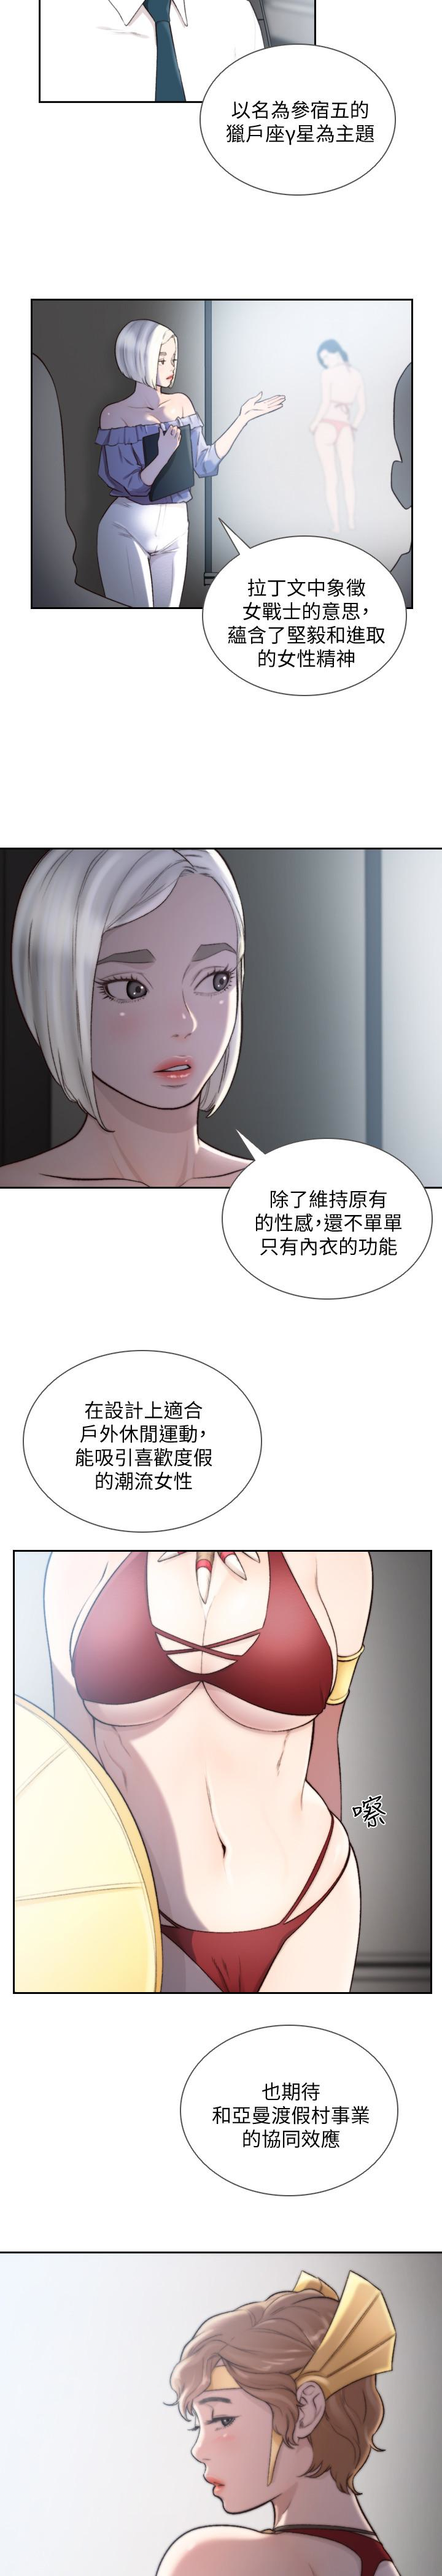 以名為參宿五的
獵戶座γ星為主題
拉丁文中象徵
女戰士的意思，
蘊含了堅毅和進取
的女性精神
除了維持原有
的性感，還不單單
只有內衣的功能
在設計上適合
戶外休閒運動，
能吸引喜歡度假
的潮流女性
嚓
也期待
和亞曼渡假村事業
的協同效應